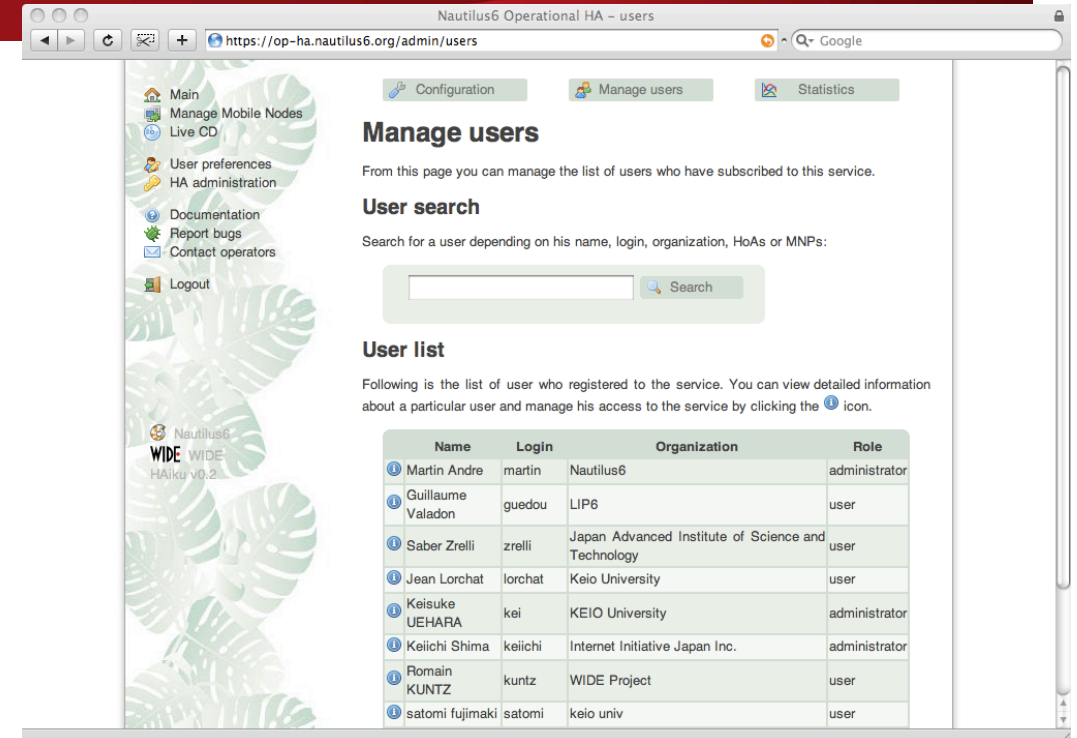 Nautilus6 Operational HA – users
https://op-ha.nautilus6.org/admin/users
Google
Main
Manage Mobile Nodes
Live CD
User preferences
HA administration
Documentation
Report bugs
Contact operators
Logout
Nautilus6
WIDE WIDE
HAiku v0.2
Configuration
Manage users
Statistics
Manage users
From this page you can manage the list of users who have subscribed to this service.
User search
Search for a user depending on his name, login, organization, HoAs or MNPs:
Search
User list
Following is the list of user who registered to the service. You can view detailed information
about a particular user and manage his access to the service by clicking the icon.
Name Login Organization Role
Martin Andre martin Nautilus6 administrator
Guillaume
Valadon guedou LIP6 user
Saber Zrelli zrelli Japan Advanced Institute of Science and
Technology user
Jean Lorchat lorchat Keio University user
Keisuke
UEHARA kei KEIO University administrator
Keiichi Shima keiichi Internet Initiative Japan Inc. administrator
Romain
KUNTZ kuntz WIDE Project user
satomi fujimaki satomi keio univ user